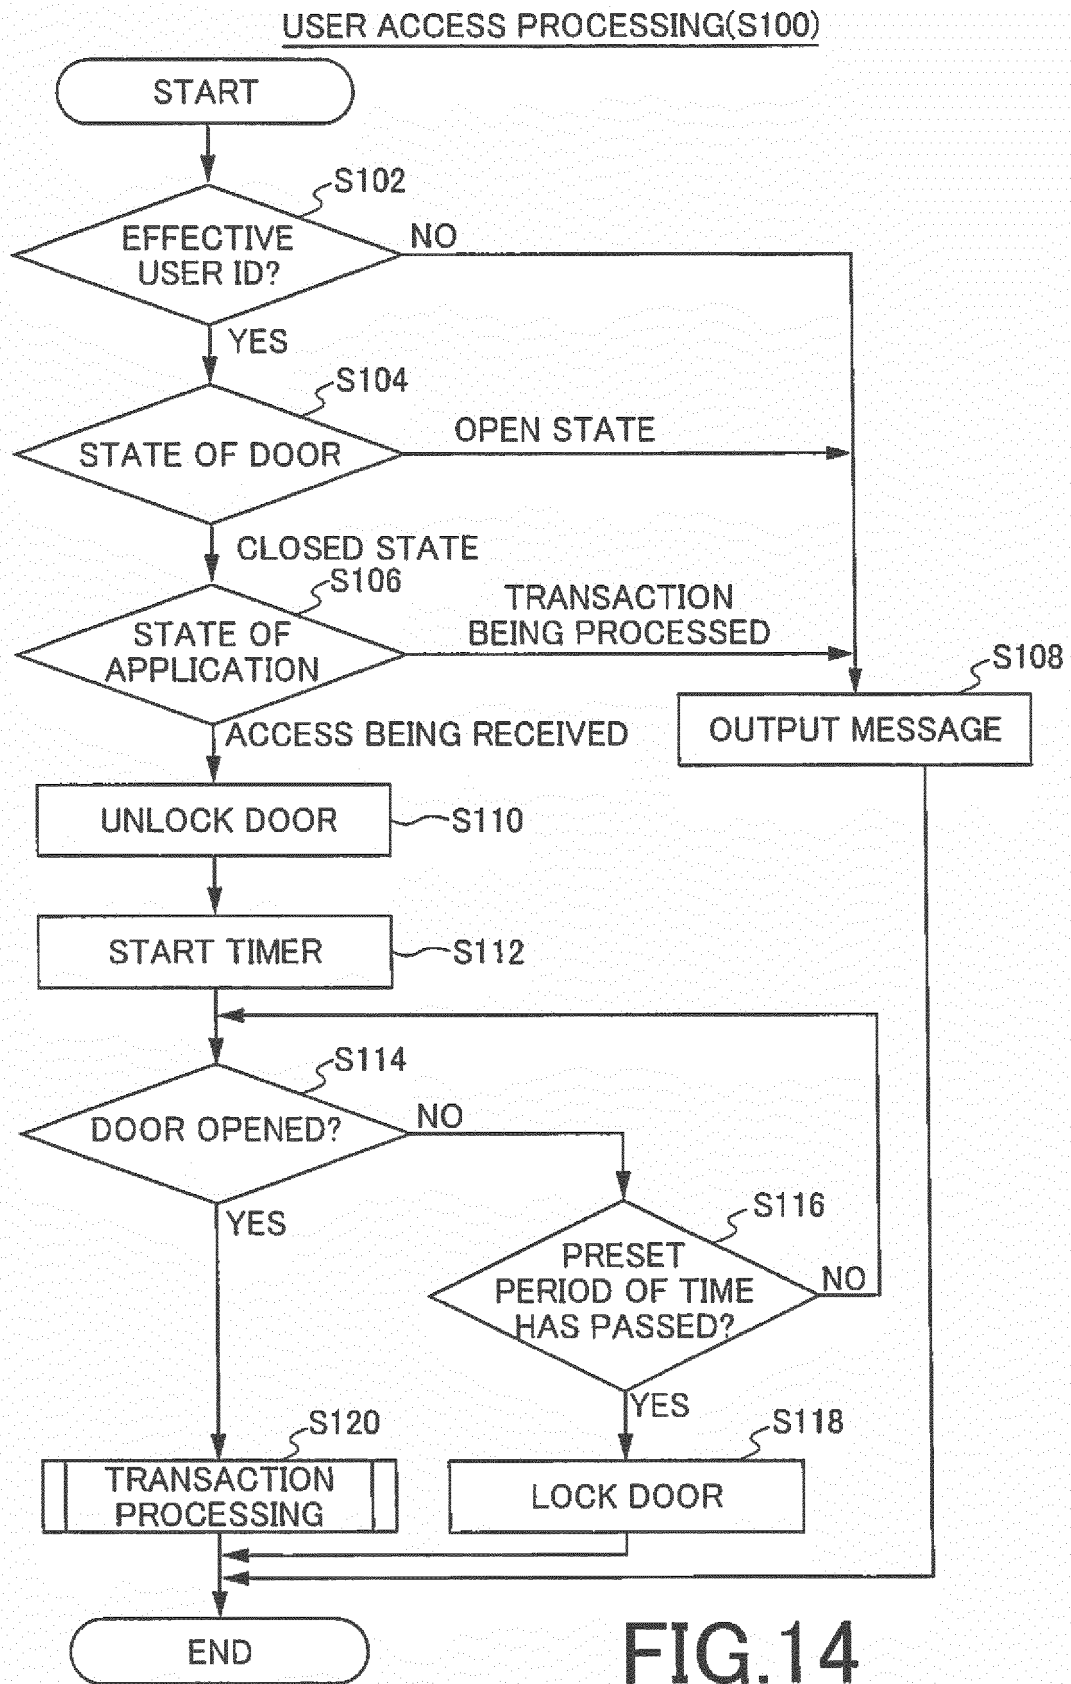 USER ACCESS PROCESSING(S100)
START
S102
EFFECTIVE
USER ID?
NO
YES
S104
STATE OF DOOR
OPEN STATE
CLOSED STATE
S106
STATE OF
APPLICATION
TRANSACTION
BEING PROCESSED
S108
OUTPUT MESSAGE
ACCESS BEING RECEIVED
UNLOCK DOOR
S110
START TIMER
S112
S114
DOOR OPENED?
NO
YES
S116
PRESET
PERIOD OF TIME
HAS PASSED?
NO
YES
S120
TRANSACTION
PROCESSING
S118
LOCK DOOR
END
FIG.14